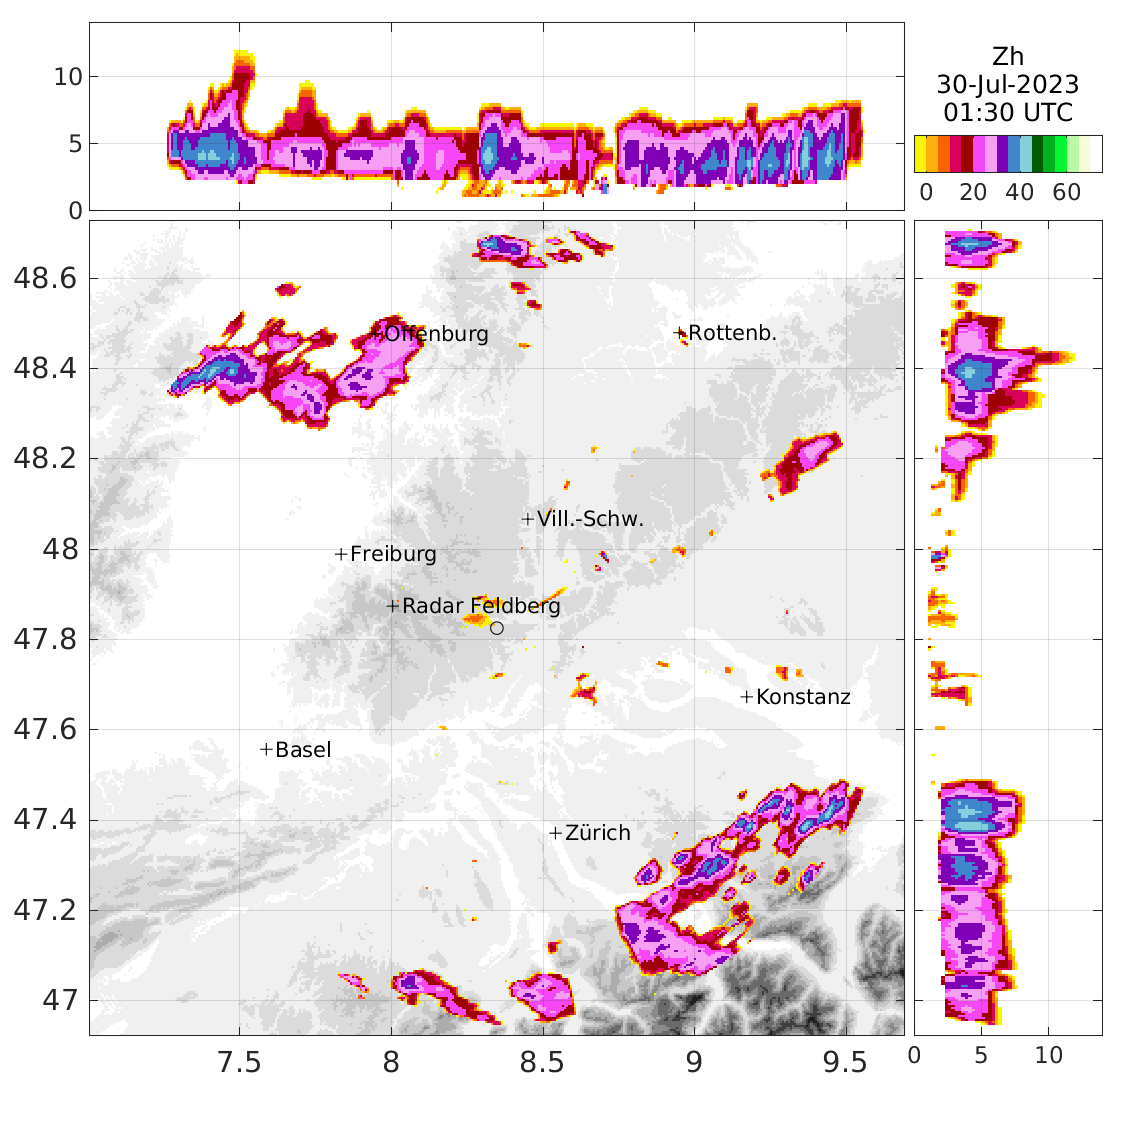 10
5
0
Zh
30-Jul-2023
01:30 UTC
0 20 40 60
48.6
48.4
48.2
48
47.8
47.6
47.4
47.2
47
Offenburg
Rottenb.
Vill.-Schw.
Freiburg
Radar Feldberg
Konstanz
Basel
Zürich
7.5 8 8.5 9 9.5
0 5 10